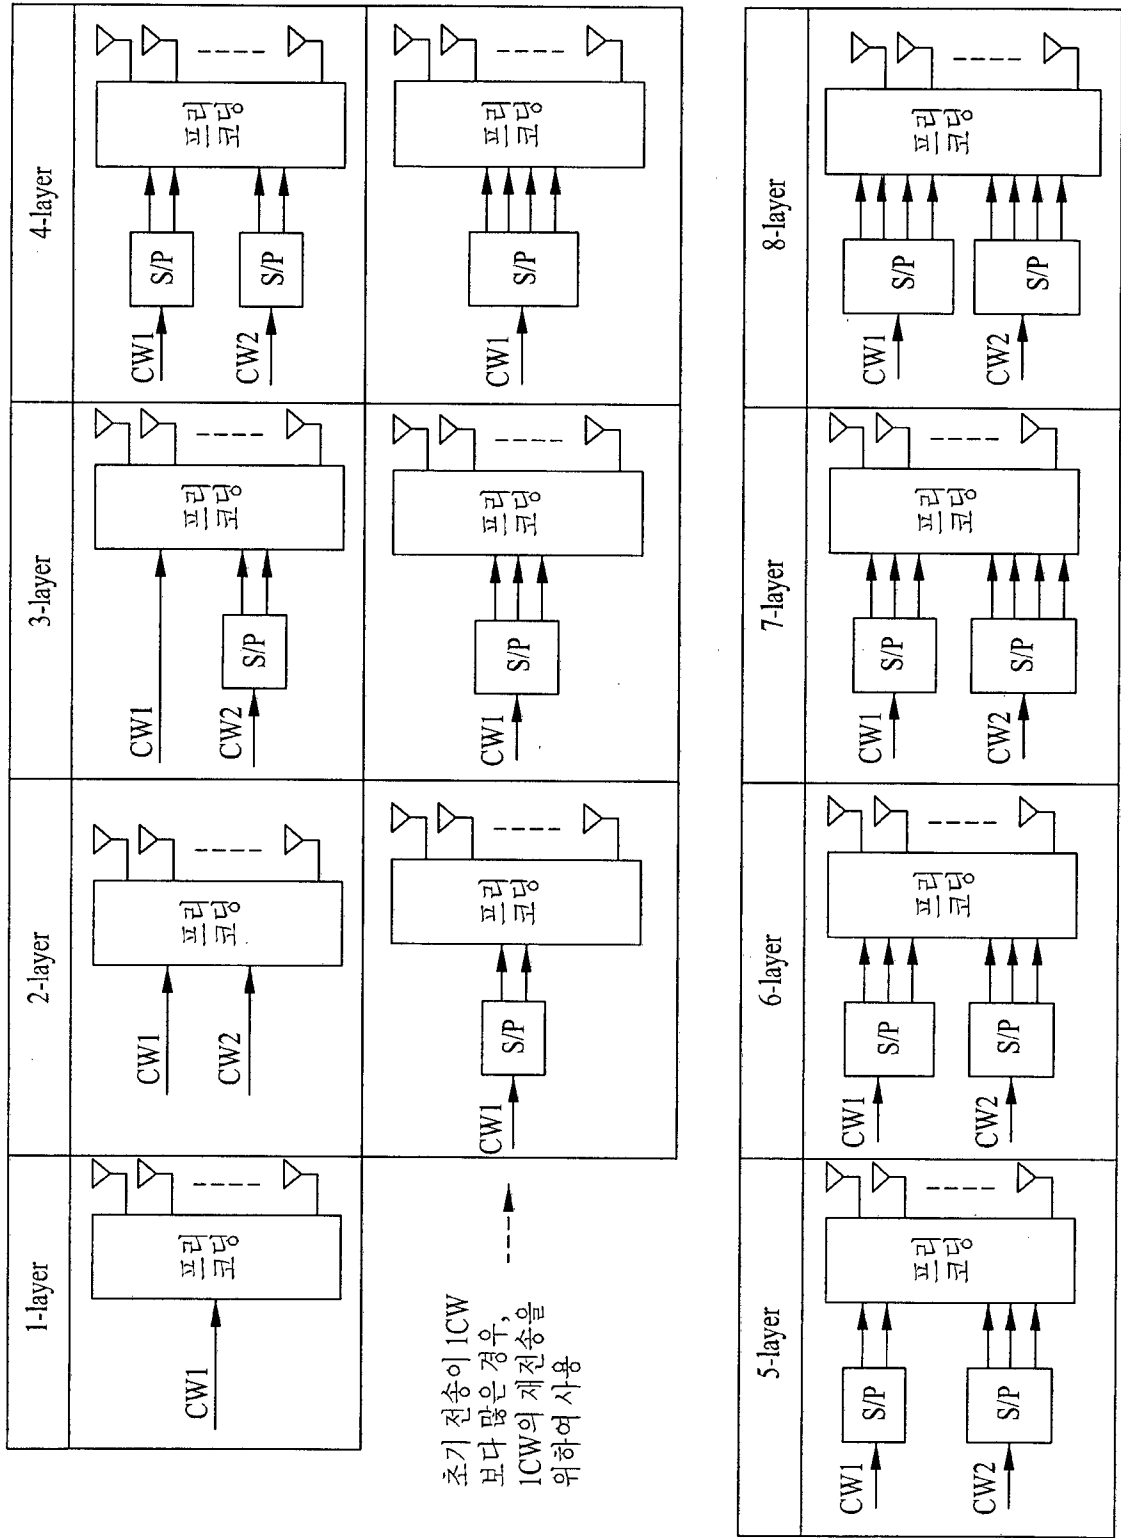 1-layer
2-layer
3-layer
4-layer
CW1
프리
코딩
CW1
CW2
프리
코딩
CW1
CW2
S/P
프리
코딩
CW1
S/P
CW2
S/P
프리
코딩
초기 전송이 1CW
보다 많은 경우,
1CW의 재전송을
위하여 사용
CW1
S/P
프리
코딩
CW1
S/P
프리
코딩
CW1
S/P
프리
코딩
5-layer
6-layer
7-layer
8-layer
CW1
S/P
CW2
S/P
프리
코딩
CW1
S/P
CW2
S/P
프리
코딩
CW1
S/P
CW2
S/P
프리
코딩
CW1
S/P
CW2
S/P
프리
코딩